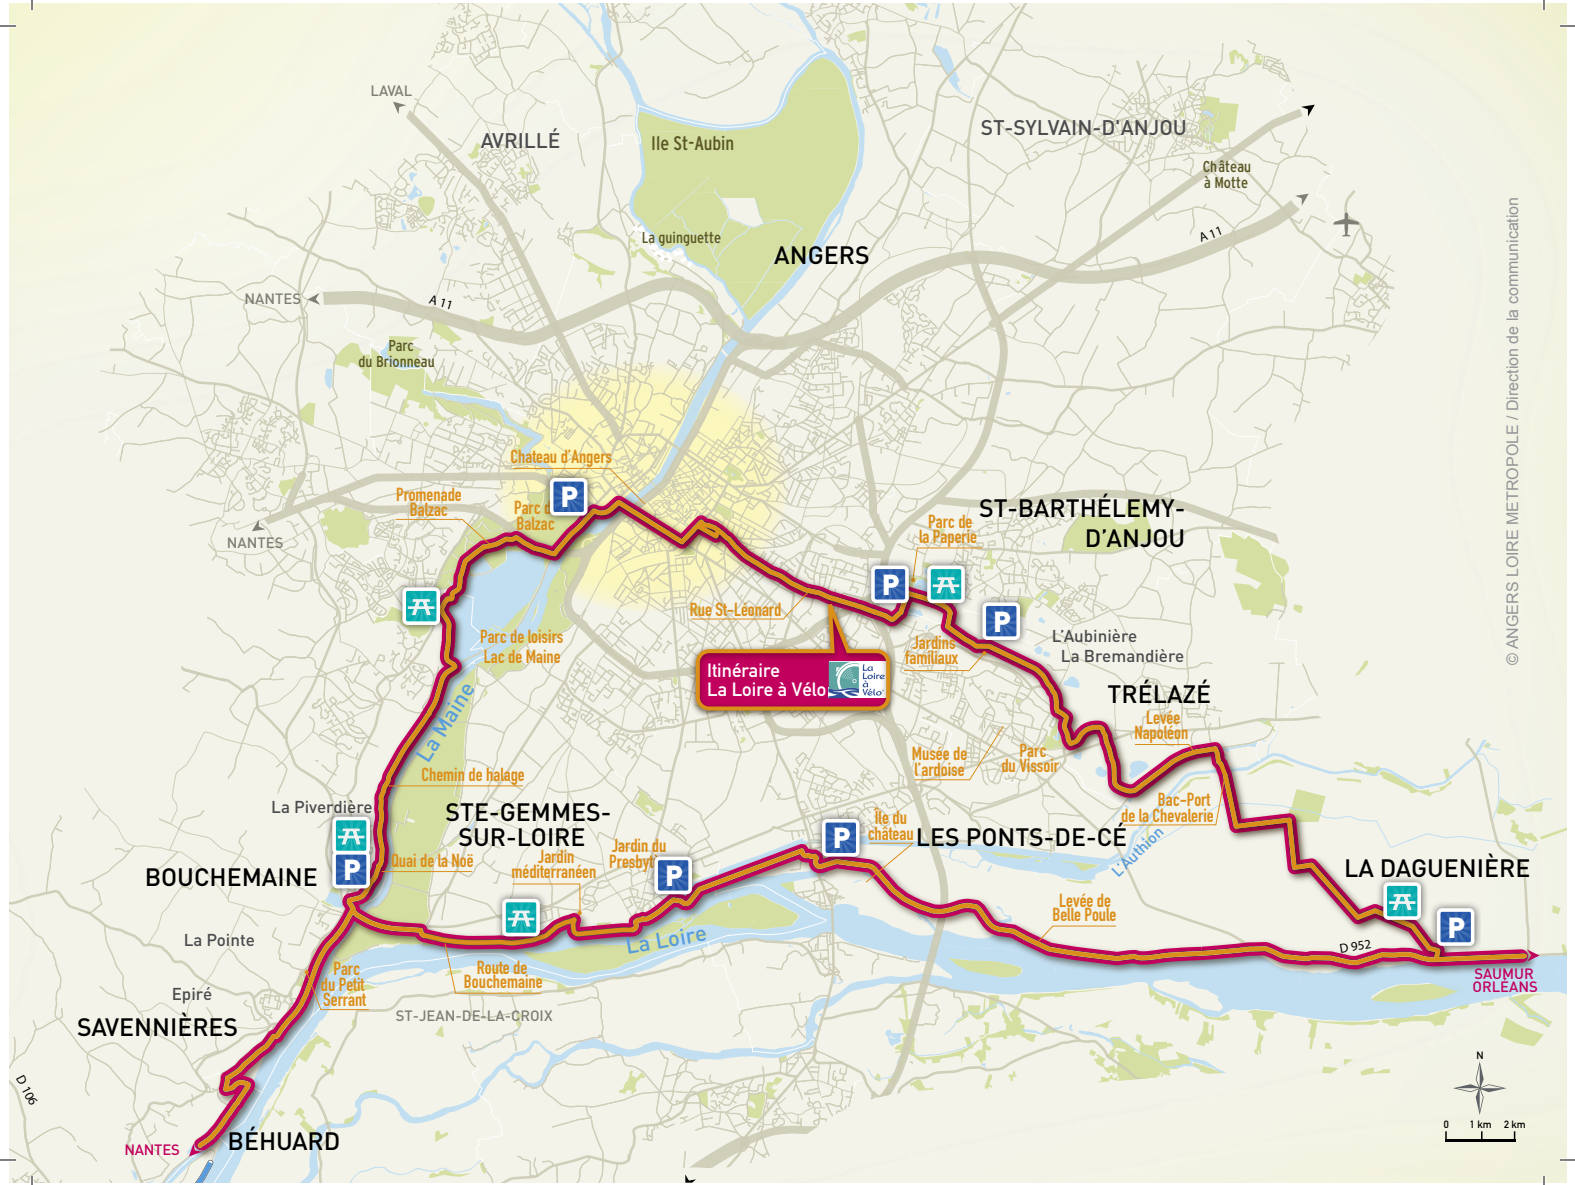 LAVAL
AVRILLÉ
Ile St-Aubin
ST-SYLVAIN-D'ANJOU
Château
à Motte
La guinguette
ANGERS
A 11
NANTES
A 11
Parc
du Brionneau
© ANGERS LOIRE METROPOLE / Direction de la communication
Chateau d'Angers
Promenade
Balzac
Parc d
Balzac
P
NANTES
ST-BARTHÉLEMY-
D'ANJOU
Parc de
la Paperie
P
P
Rue St-Léonard
Jardins
familiaux
L'Aubinière
La Bremandière
Parc de loisirs
Lac de Maine
Itinéraire
La Loire à Vélo
La
Loire
à
Vélo
TRÉLAZÉ
Levée
Napoléon
La Maine
Musée de
l'ardoise
Parc
du Vissoir
Chemin de halage
La Piverdière
STE-GEMMES-
SUR-LOIRE
Bac-Port
de la Chevalerie
Île du
château
LES PONTS-DE-CÉ
L'Authion
P
Quai de la Noë
P
BOUCHEMAINE
Jardin
méditerranéen
Jardin du
Presbyt
P
LA DAGUENIÈRE
P
Levée de
Belle Poule
La Loire
La Pointe
D 952
Parc
du Petit
Serrant
Route de
Bouchemaine
SAUMUR
ORLÉANS
Epiré
ST-JEAN-DE-LA-CROIX
SAVENNIÈRES
D 106
N
0 1 km 2 km
BÉHUARD
NANTES